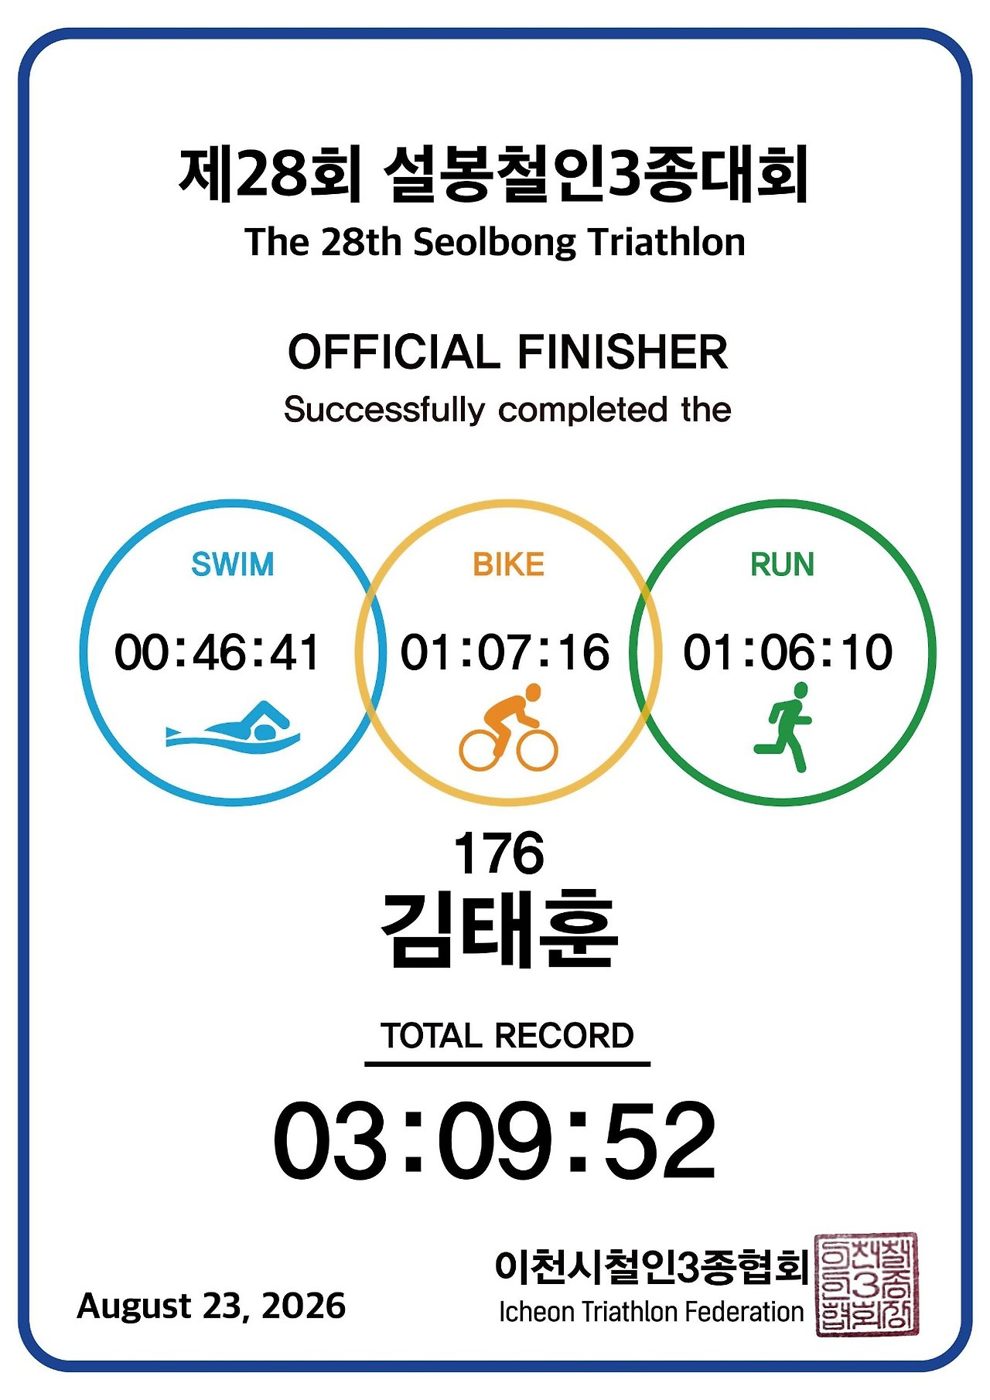 제28회 설봉철인3종대회
The 28th Seolbong Triathlon
OFFICIAL FINISHER
Successfully completed the
SWIM
00:46:41
BIKE
01:07:16
RUN
01:06:10
176
김태훈
TOTAL RECORD
03:09:52
August 23, 2026
이천시철인3종협회
Icheon Triathlon Federation